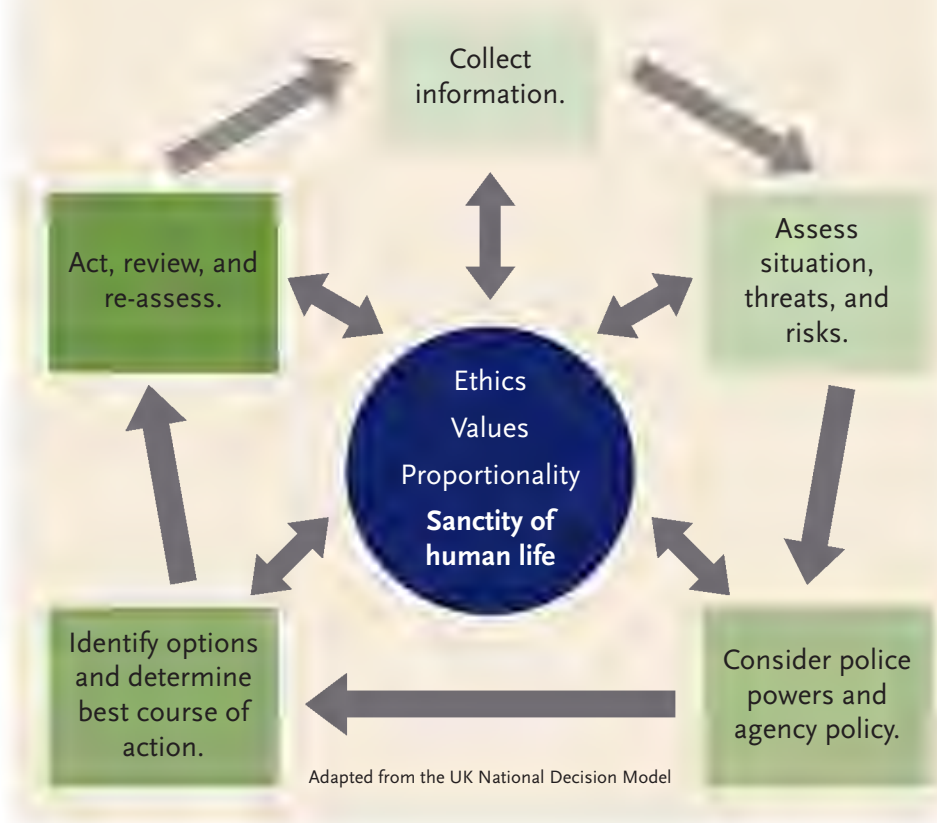 Collect
information.
Assess
situation,
threats, and
risks.
Consider police
powers and
agency policy.
Identify options
and determine
best course of
action.
Act, review, and
re-assess.
Ethics
Values
Proportionality
Sanctity of
human life
Adapted from the UK National Decision Model